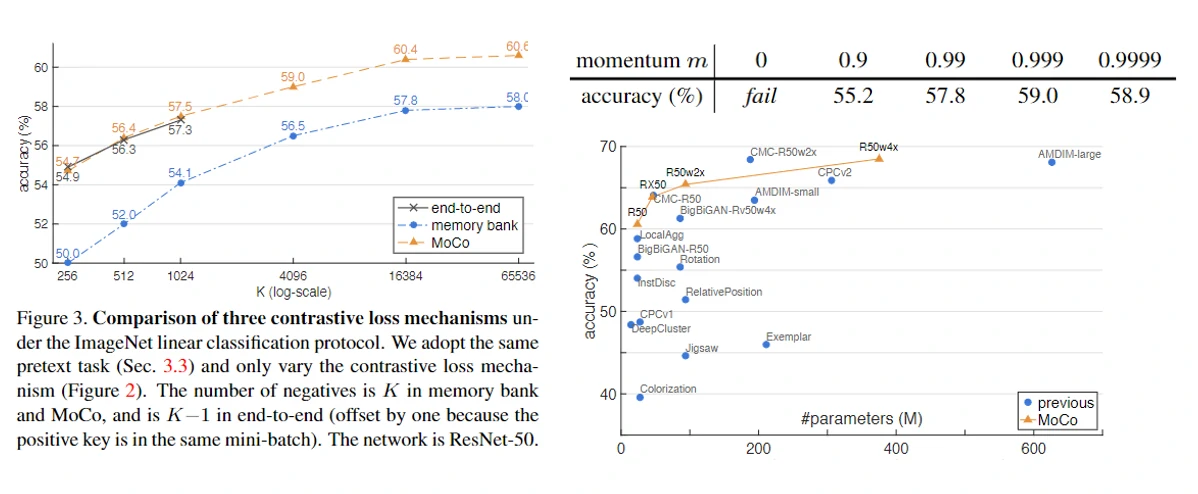 accuracy (%)
60
58
56
54
52
50
54.7
54.9
56.4
56.3
57.5
57.3
59.0
60.4
60.6
50.0
52.0
54.1
56.5
57.8
58.0
end-to-end
memory bank
MoCo
256 512 1024 4096 16384 65536
K (log-scale)
Figure 3. Comparison of three contrastive loss mechanisms un-
der the ImageNet linear classification protocol. We adopt the same
pretext task (Sec. 3.3) and only vary the contrastive loss mecha-
nism (Figure 2). The number of negatives is K in memory bank
and MoCo, and is K−1 in end-to-end (offset by one because the
positive key is in the same mini-batch). The network is ResNet-50.
momentum m 0 0.9 0.99 0.999 0.9999
accuracy (%) fail 55.2 57.8 59.0 58.9
accuracy (%)
70
60
50
40
R50w4x
CMC-R50w2x
AMDIM-large
R50w2x
CPCv2
RX50
AMDIM-small
CMC-R50
R50
BigBiGAN-Rv50w4x
LocalAgg
BigBiGAN-R50
Rotation
InstDisc
RelativePosition
CPCv1
DeepCluster
Exemplar
Jigsaw
Colorization
previous
MoCo
#parameters (M)
0 200 400 600